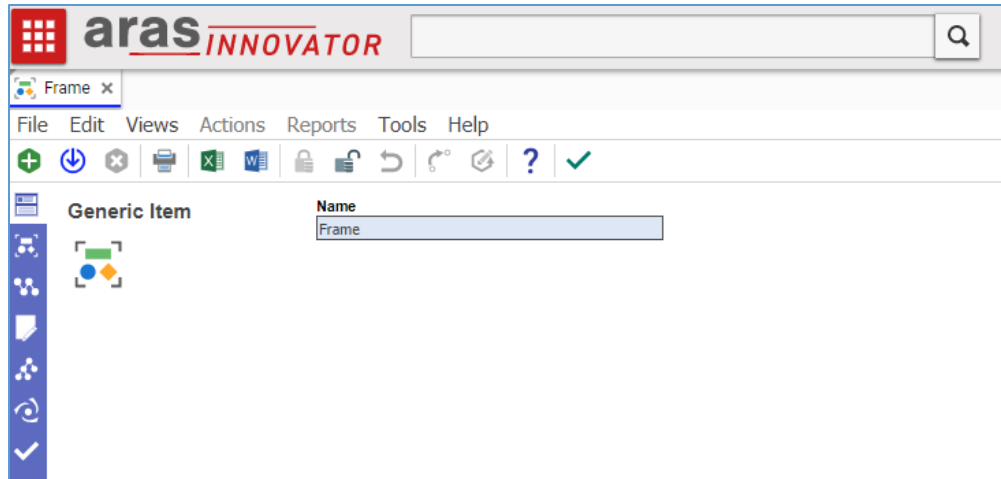 aras INNOVATOR
Frame
File Edit Views Actions Reports Tools Help
Generic Item
Name
Frame